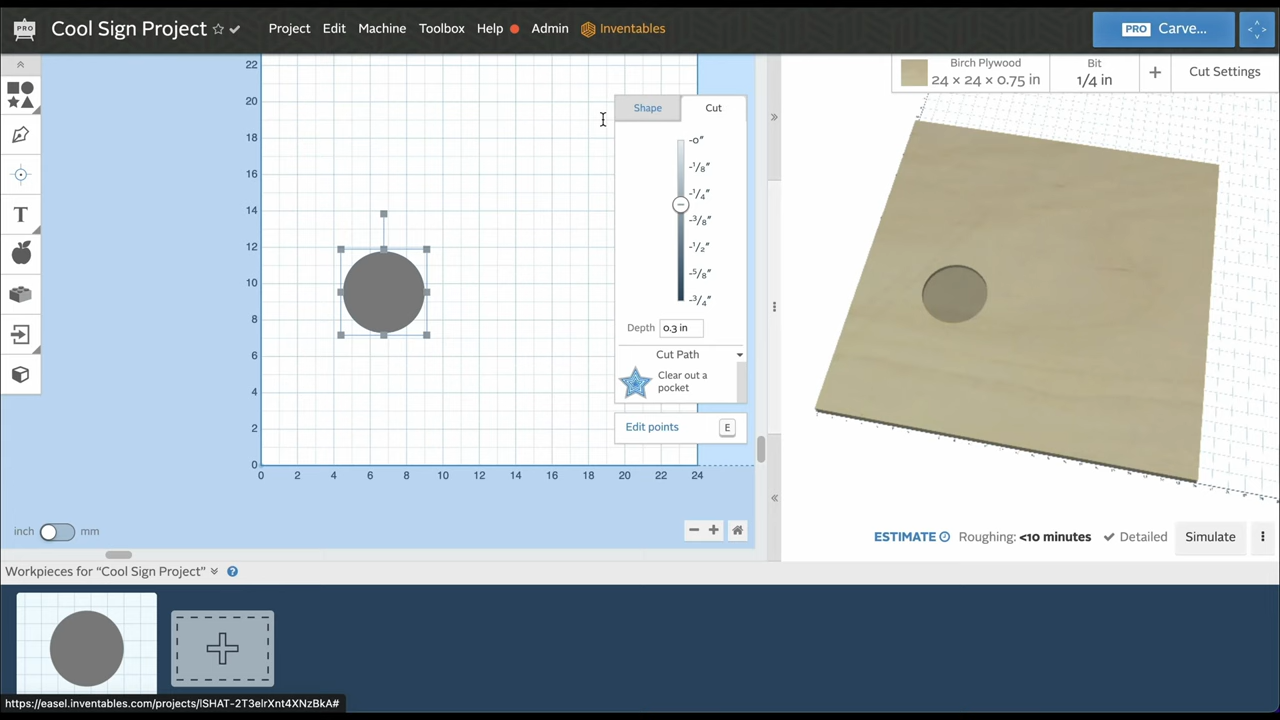 PRO
Cool Sign Project
Project
Edit
Machine
Toolbox
Help
Admin
Inventables
PRO
Carve...
Birch Plywood
24 × 24 × 0.75 in
Bit
1/4 in
Cut Settings
Shape
Cut
-0"
-1/8"
-1/4"
-3/8"
-1/2"
-5/8"
-3/4"
Depth
0.3 in
Cut Path
Clear out a
pocket
Edit points
E
22
20
18
16
14
12
10
8
6
4
2
0
0 2 4 6 8 10 12 14 16 18 20 22 24
T
inch
mm
ESTIMATE
Roughing: <10 minutes
Detailed
Simulate
Workpieces for “Cool Sign Project”
?
https://easel.inventables.com/projects/lSHAT-2T3elrXnt4XNzBkA#